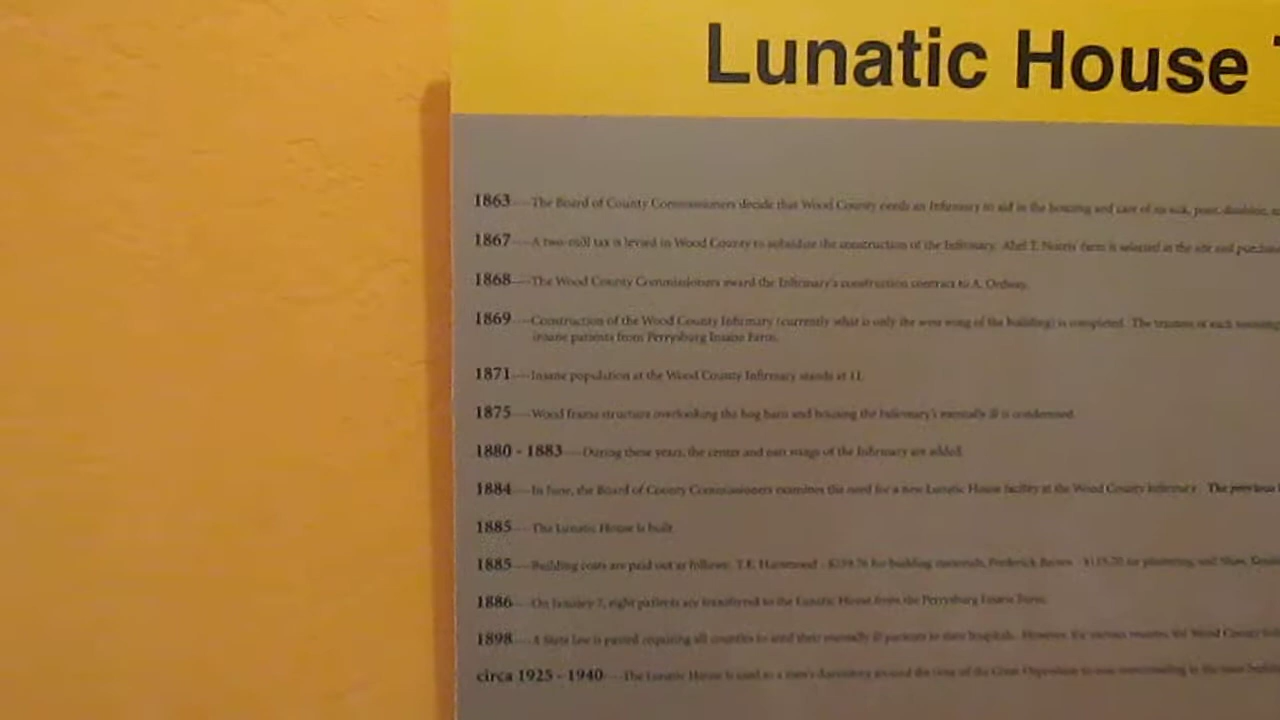 Lunatic House
1863 — The Board of County Commissioners decide that Wood County needs an Infirmary to aid in the housing and care of its sick, poor, disabled,
1867 — A two-mill tax is levied in Wood County to subsidize the construction of the Infirmary. Abel T. Norris' farm is selected as the site and
1868 — The Wood County Commissioners award the Infirmary's construction contract to A. Ordway.
1869 — Construction of the Wood County Infirmary (currently what is only the west wing of the building) is completed. The trustees of each
insane patients from Perrysburg Insane Farm.
1871 — Insane population at the Wood County Infirmary stands at 11.
1875 — Wood frame structure overlooking the hog barn and housing the Infirmary's mentally ill is condemned.
1880 - 1883 — During these years, the center and east wings of the Infirmary are added.
1884 — In June, the Board of County Commissioners examines the need for a new Lunatic House facility at the Wood County Infirmary. The previous
1885 — The Lunatic House is built.
1885 — Building costs are paid out as follows: T.K. Hammond - for building materials, Frederick - for plastering, and
1886 — On January 7, eight patients are transferred to the Lunatic House from the Perrysburg Insane Farm.
1898 — A State law is passed requiring all counties to send their mentally ill patients to state hospitals. However, for various reasons, the Wood County
circa 1925 - 1940 — The Lunatic House is used as a men's dormitory around the time of the Great Depression to ease overcrowding in the main